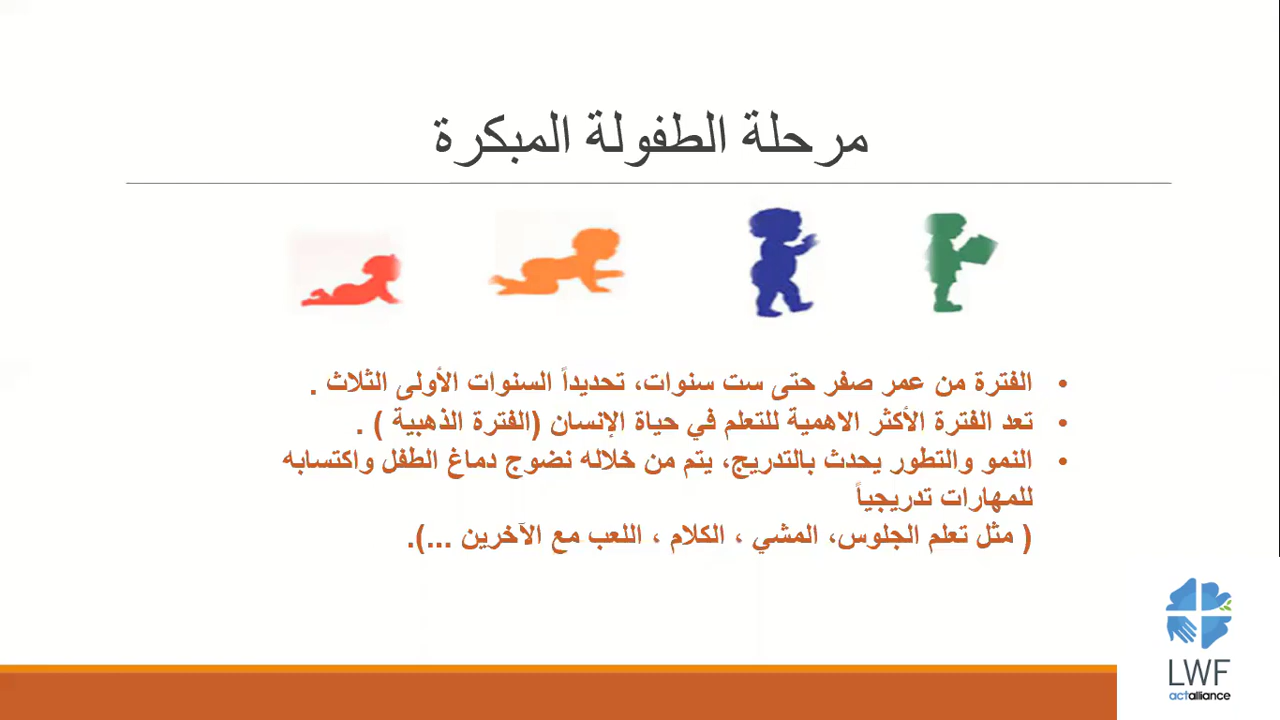 مرحلة الطفولة المبكرة
• الفترة من عمر صفر حتى ست سنوات، تحديداً السنوات الأولى الثلاث .
• تعد الفترة الأكثر الاهمية للتعلم في حياة الإنسان (الفترة الذهبية ) .
• النمو والتطور يحدث بالتدريج، يتم من خلاله نضوج دماغ الطفل واكتسابه
للمهارات تدريجياً
( مثل تعلم الجلوس، المشي ، الكلام ، اللعب مع الآخرين ...).
LWF
actalliance